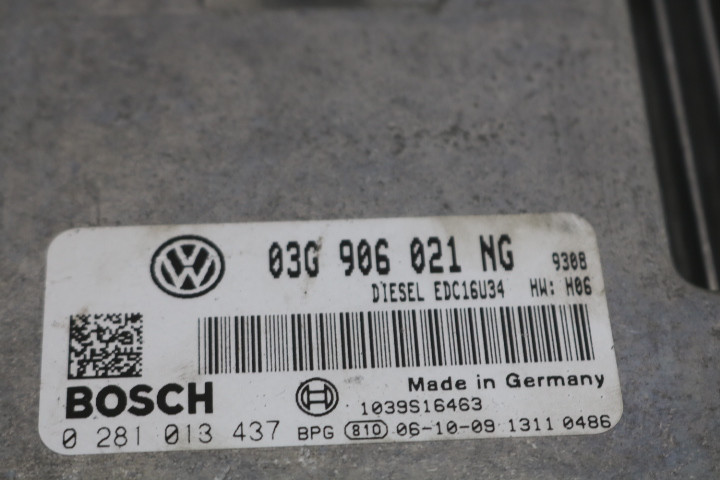 03G 906 021 NG 9308
DIESEL EDC16U34 HW: H06
Made in Germany
BOSCH 1039S16463
0 281 013 437 BPG 810 06-10-09 1311 0486